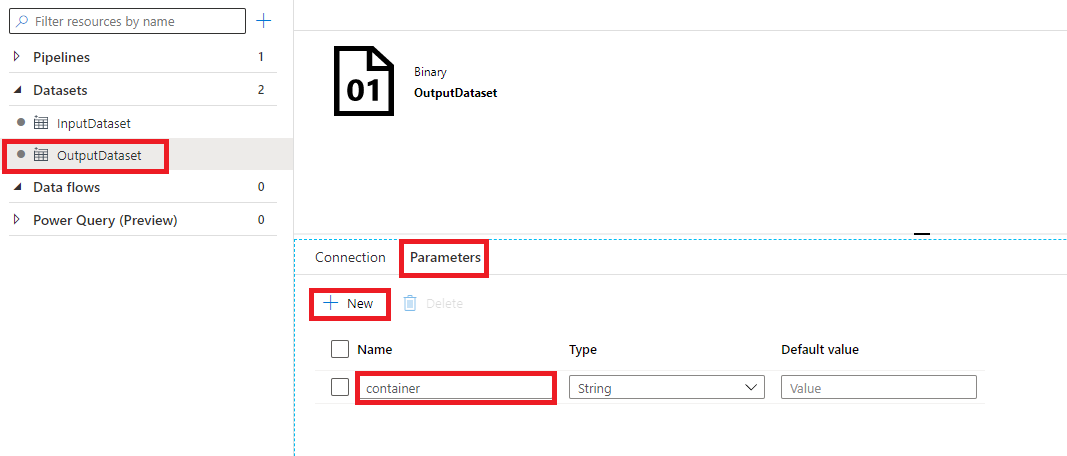 Filter resources by name
Pipelines 1
Datasets 2
InputDataset
OutputDataset
Data flows 0
Power Query (Preview) 0
01
Binary
OutputDataset
Connection Parameters
New Delete
Name Type Default value
container String Value